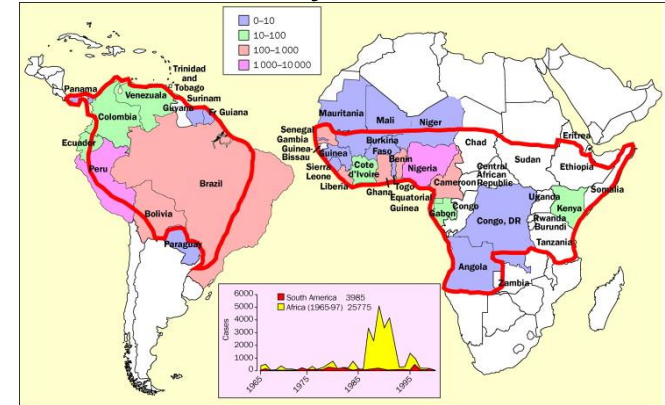 0–10
10–100
100–1 000
1 000–10 000
Trinidad
and
Tobago
Panama
Venezuela
Surinam
Guyana
Fr Guiana
Colombia
Ecuador
Peru
Brazil
Bolivia
Paraguay
Mauritania
Mali
Niger
Senegal
Gambia
Guinea-
Bissau
Guinea
Sierra
Leone
Liberia
Burkina
Faso
Cote
d'Ivoire
Ghana
Togo
Benin
Nigeria
Equatorial
Guinea
Cameroon
Gabon
Congo
Chad
Central
African
Republic
Sudan
Eritrea
Ethiopia
Somalia
Uganda
Kenya
Rwanda
Burundi
Congo, DR
Tanzania
Angola
Zambia
South America 3985
Africa (1965-97) 25775
Cases
6000
5000
4000
3000
2000
1000
0
1965
1975
1985
1995